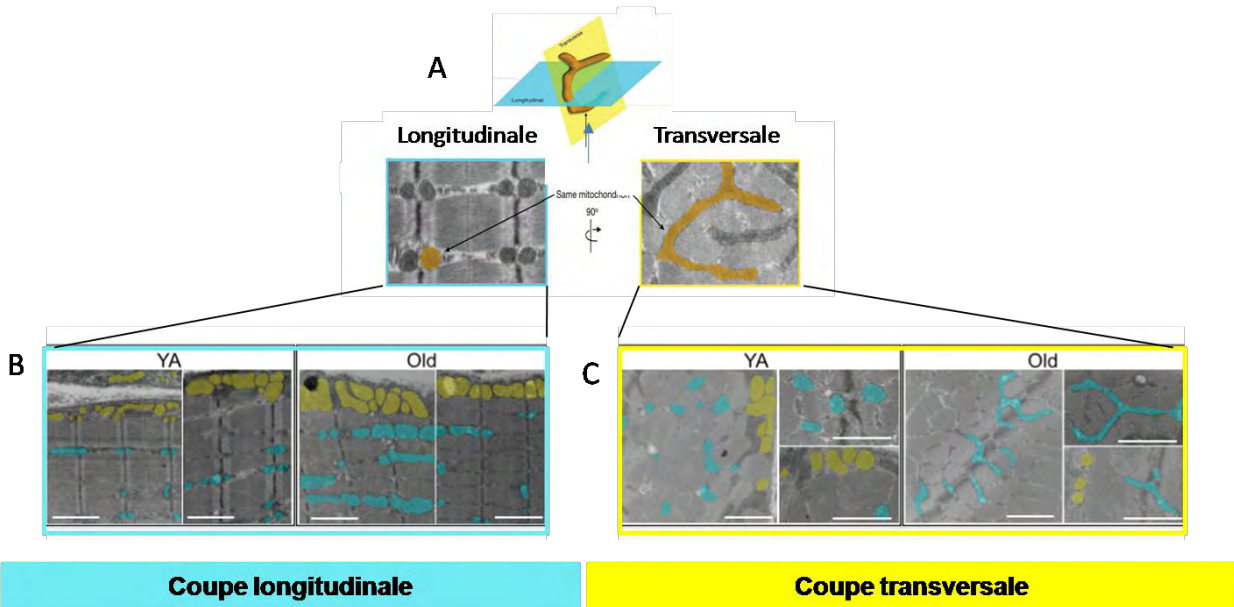 A
Transverse
Longitudinal
Longitudinale
Transversale
Same mitochondrion
90°
B
YA
Old
C
YA
Old
Coupe longitudinale
Coupe transversale